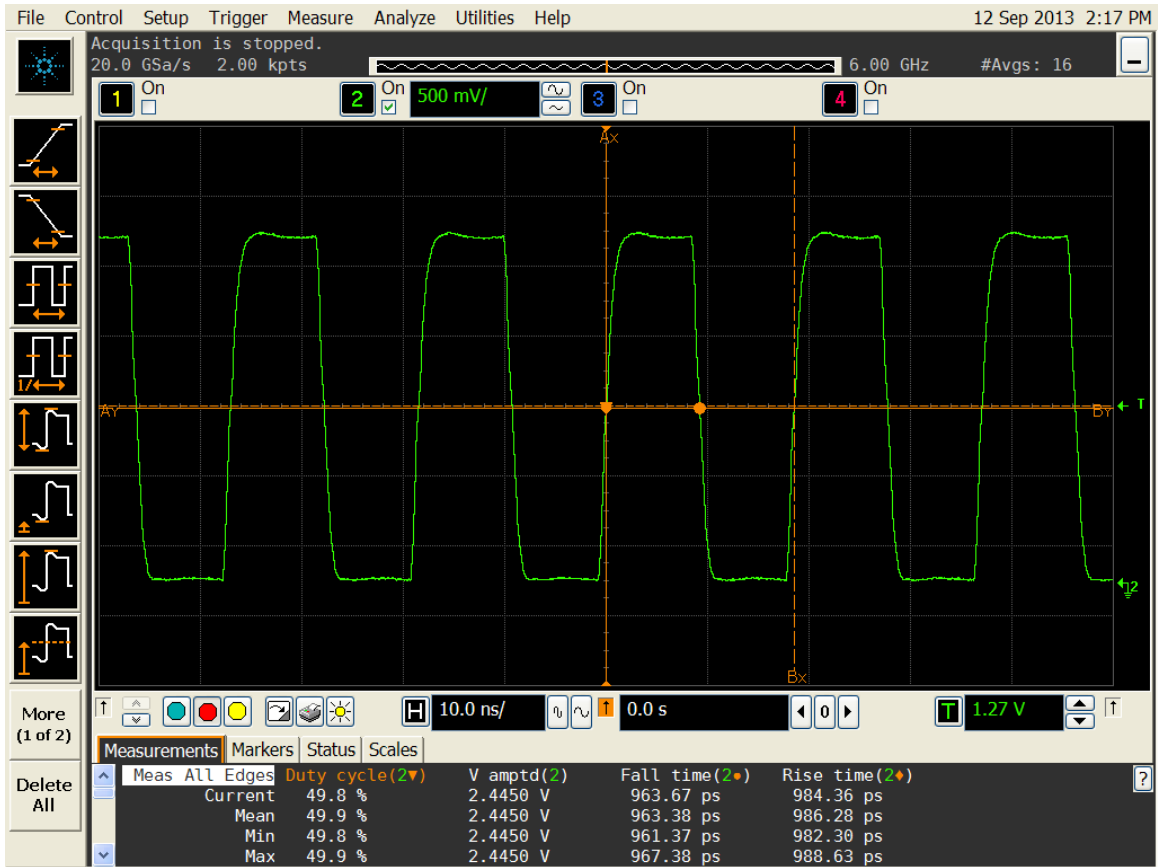 File Control Setup Trigger Measure Analyze Utilities Help 12 Sep 2013 2:17 PM
Acquisition is stopped.
20.0 GSa/s 2.00 kpts 6.00 GHz #Avgs: 16
1 On 2 On 500 mV/ 3 On 4 On
Ax
AY BY T
2
Bx
1/
More
(1 of 2)
Delete
All
H 10.0 ns/ 0.0 s 0 T 1.27 V
Measurements Markers Status Scales
Meas All Edges Duty cycle(2▼) V amptd(2) Fall time(2●) Rise time(2♦) ?
Current 49.8 % 2.4450 V 963.67 ps 984.36 ps
Mean 49.9 % 2.4450 V 963.38 ps 986.28 ps
Min 49.8 % 2.4450 V 961.37 ps 982.30 ps
Max 49.9 % 2.4450 V 967.38 ps 988.63 ps